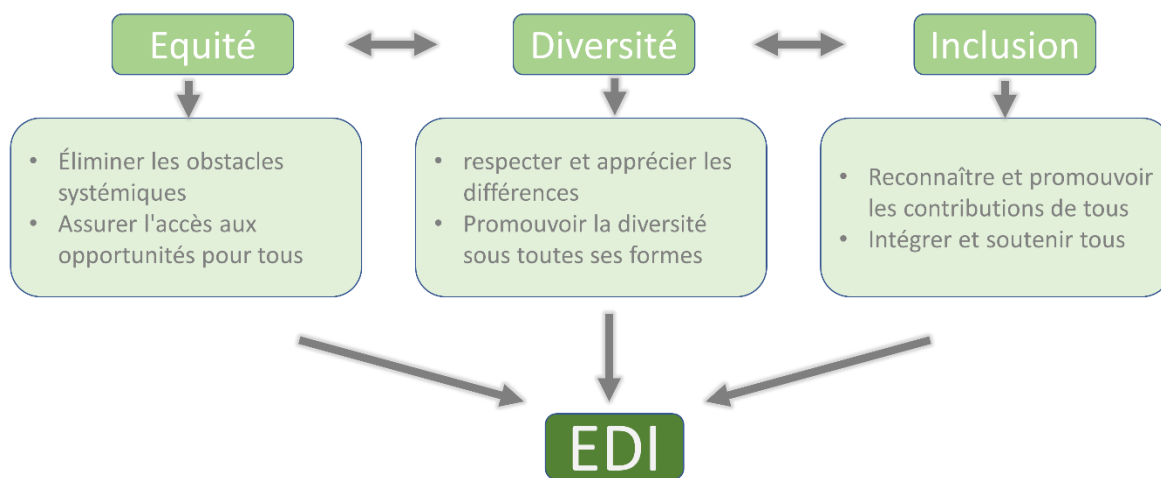 Equité
Diversité
Inclusion
• Éliminer les obstacles
systémiques
• Assurer l'accès aux
opportunités pour tous
• respecter et apprécier les
différences
• Promouvoir la diversité
sous toutes ses formes
• Reconnaître et promouvoir
les contributions de tous
• Intégrer et soutenir tous
EDI